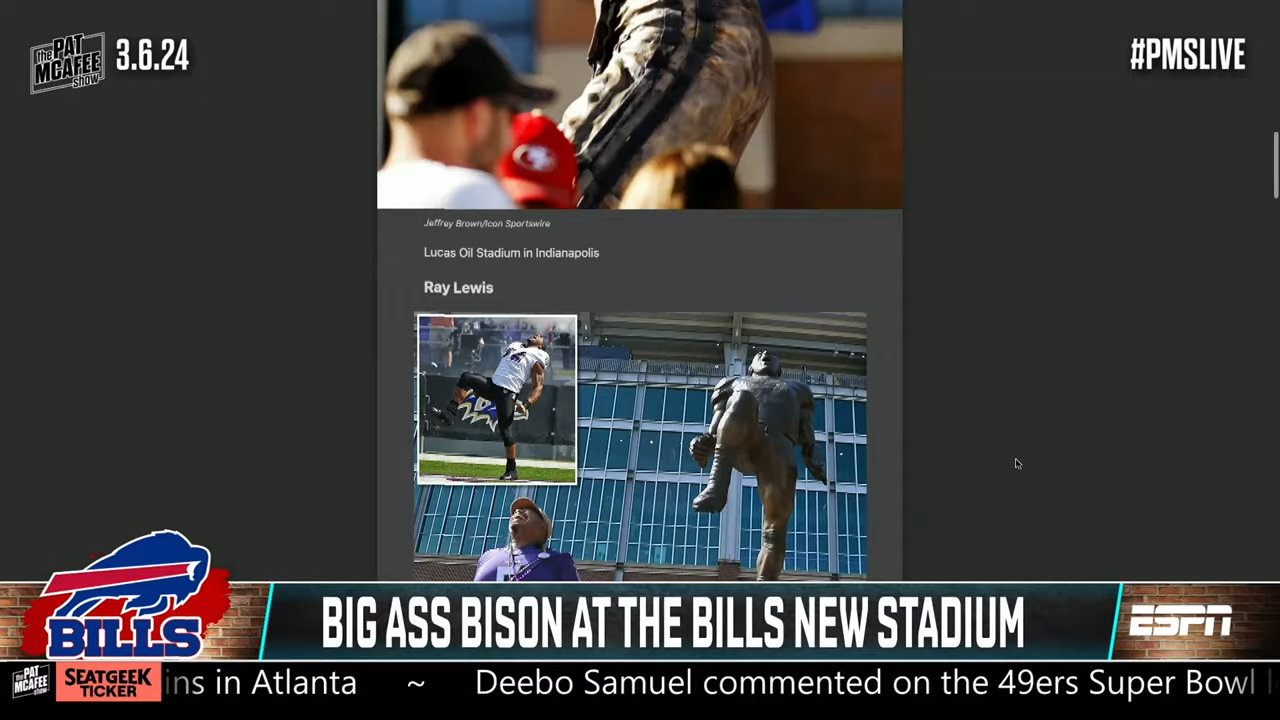 The
PAT
MCAFEE
Show
3.6.24
#PMSLIVE
Jeffrey Brown/Icon Sportswire
Lucas Oil Stadium in Indianapolis
Ray Lewis
BILLS
BIG ASS BISON AT THE BILLS NEW STADIUM
ESPN
The
PAT
MCAFEE
Show
SEATGEEK
TICKER
ins in Atlanta ~ Deebo Samuel commented on the 49ers Super Bowl